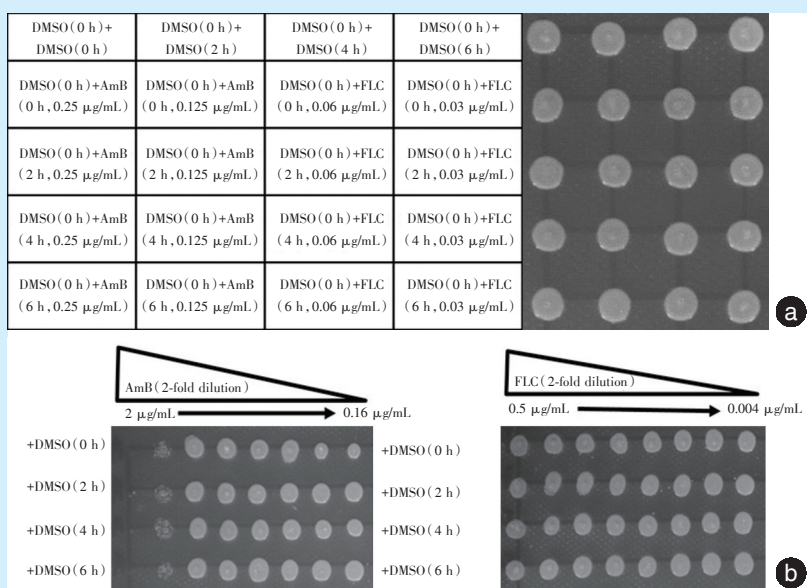 DMSO(0 h)+ DMSO(0 h)+ DMSO(0 h)+ DMSO(0 h)+
DMSO(0 h) DMSO(2 h) DMSO(4 h) DMSO(6 h)
DMSO(0 h)+AmB DMSO(0 h)+AmB DMSO(0 h)+FLC DMSO(0 h)+FLC
(0 h,0.25 μg/mL) (0 h,0.125 μg/mL) (0 h,0.06 μg/mL) (0 h,0.03 μg/mL)
DMSO(0 h)+AmB DMSO(0 h)+AmB DMSO(0 h)+FLC DMSO(0 h)+FLC
(2 h,0.25 μg/mL) (2 h,0.125 μg/mL) (2 h,0.06 μg/mL) (2 h,0.03 μg/mL)
DMSO(0 h)+AmB DMSO(0 h)+AmB DMSO(0 h)+FLC DMSO(0 h)+FLC
(4 h,0.25 μg/mL) (4 h,0.125 μg/mL) (4 h,0.06 μg/mL) (4 h,0.03 μg/mL)
DMSO(0 h)+AmB DMSO(0 h)+AmB DMSO(0 h)+FLC DMSO(0 h)+FLC
(6 h,0.25 μg/mL) (6 h,0.125 μg/mL) (6 h,0.06 μg/mL) (6 h,0.03 μg/mL)
a
AmB(2-fold dilution)
2 μg/mL 0.16 μg/mL
+DMSO(0 h)
+DMSO(2 h)
+DMSO(4 h)
+DMSO(6 h)
FLC(2-fold dilution)
0.5 μg/mL 0.004 μg/mL
+DMSO(0 h)
+DMSO(2 h)
+DMSO(4 h)
+DMSO(6 h)
b